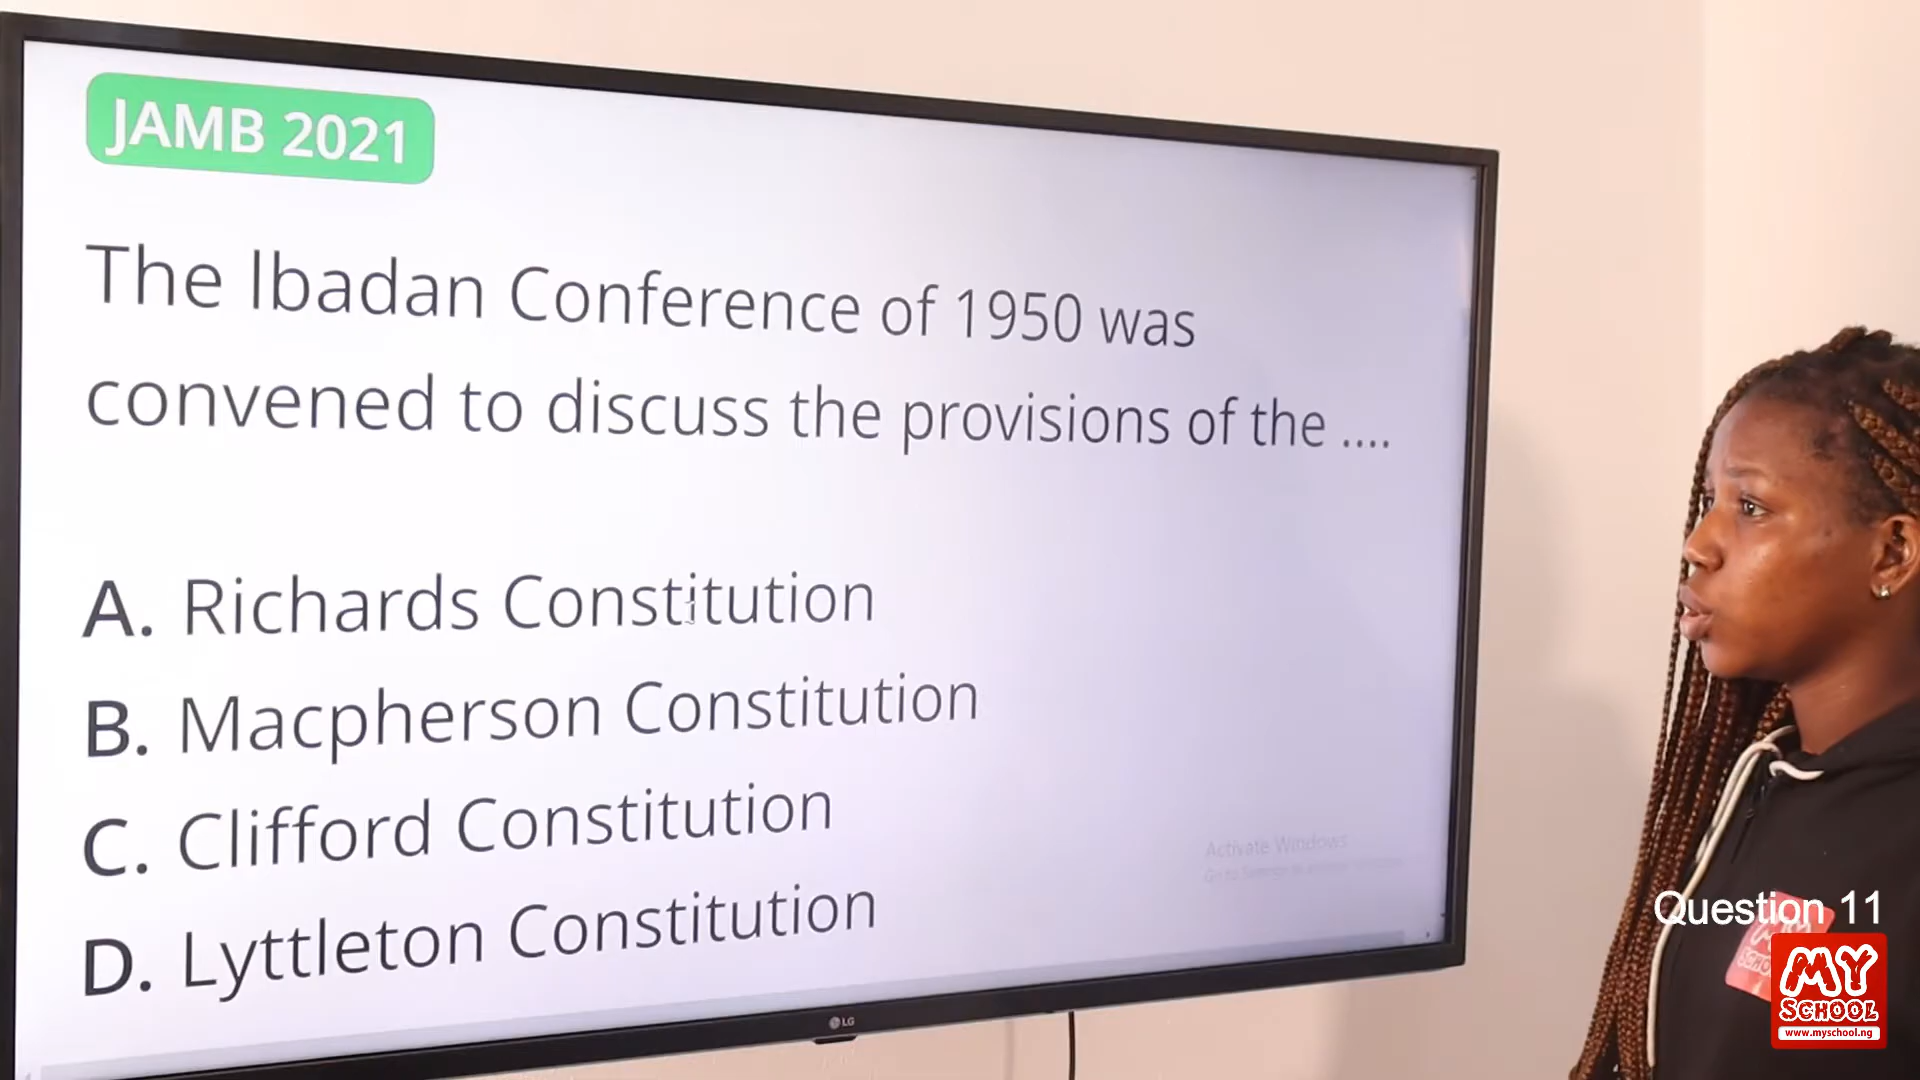 JAMB 2021
The Ibadan Conference of 1950 was
convened to discuss the provisions of the ....
A. Richards Constitution
B. Macpherson Constitution
C. Clifford Constitution
D. Lyttleton Constitution
Activate Windows
LG
Question 11
MY
SCHOOL
www.myschool.ng